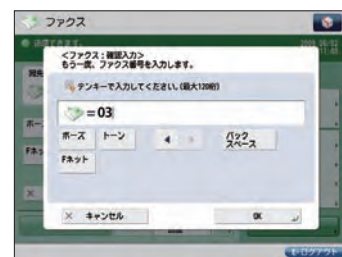 ファクス
<ファクス：確認入力>
もう一度、ファクス番号を入力します。
テンキーで入力してください。(最大120桁)
=03
ポーズ
トーン
バック
スペース
Fネット
× キャンセル
OK
ログアウト